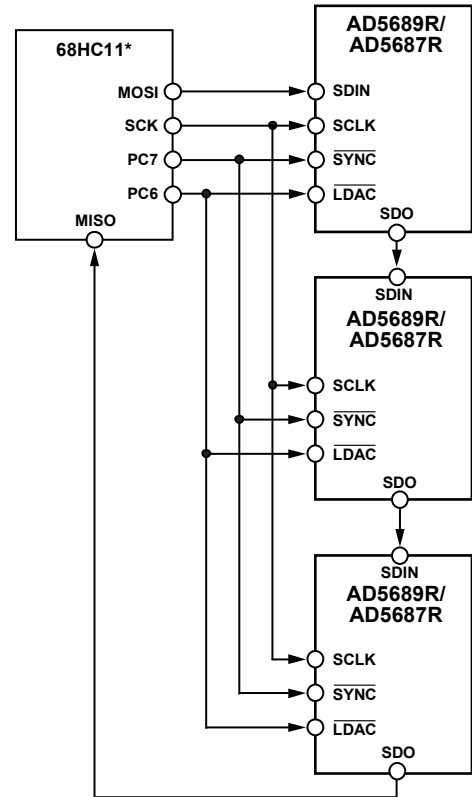 68HC11*
MOSI
SCK
PC7
PC6
MISO
AD5689R/
AD5687R
SDIN
SCLK
SYNC
LDAC
SDO
SDIN
AD5689R/
AD5687R
SCLK
SYNC
LDAC
SDO
SDIN
AD5689R/
AD5687R
SCLK
SYNC
LDAC
SDO